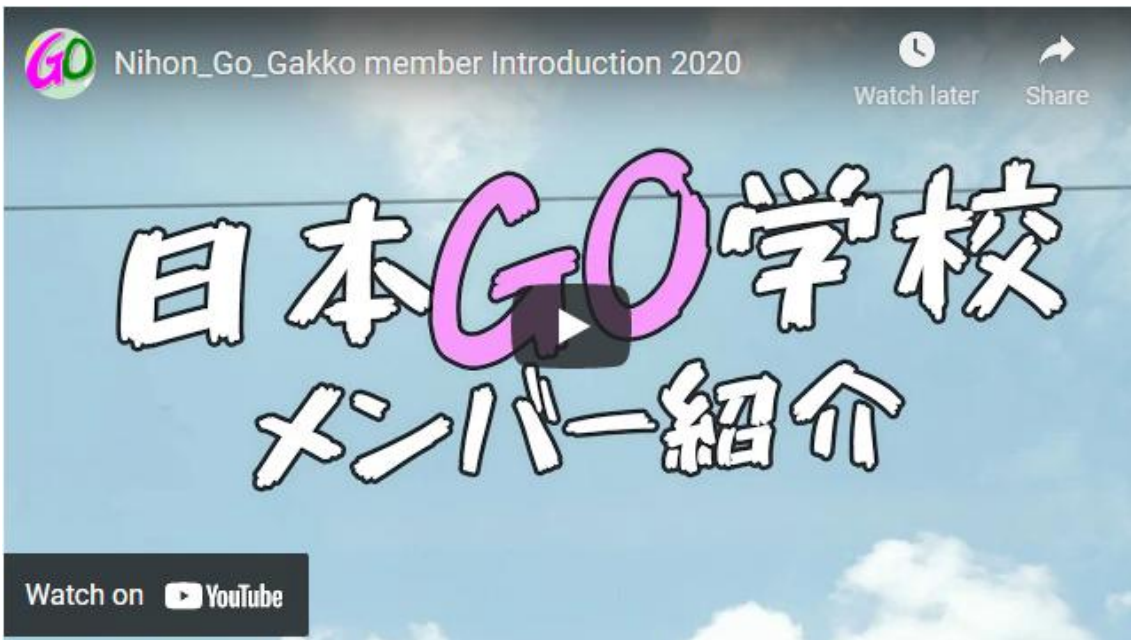 GO Nihon_Go_Gakko member Introduction 2020
Watch later Share
日本GO学校
メンバー紹介
Watch on YouTube